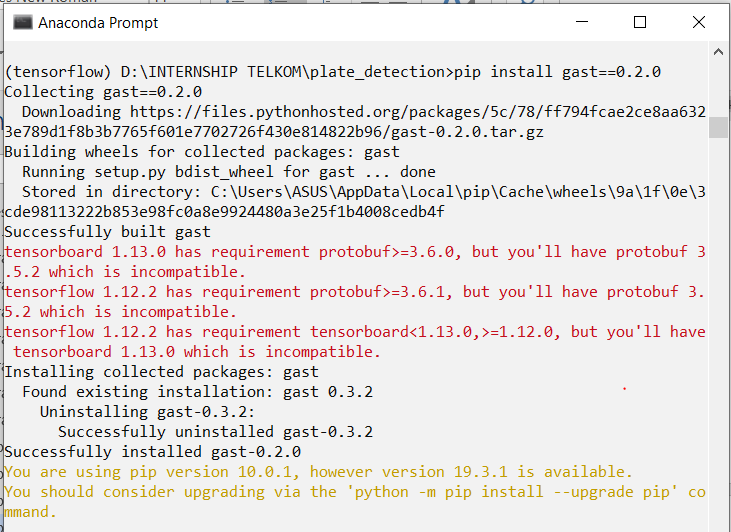 Anaconda Prompt
(tensorflow) D:\INTERNSHIP TELKOM\plate_detection>pip install gast==0.2.0
Collecting gast==0.2.0
  Downloading https://files.pythonhosted.org/packages/5c/78/ff794fcae2ce8aa632
3e789d1f8b3b7765f601e7702726f430e814822b96/gast-0.2.0.tar.gz
Building wheels for collected packages: gast
  Running setup.py bdist_wheel for gast ... done
  Stored in directory: C:\Users\ASUS\AppData\Local\pip\Cache\wheels\9a\1f\0e\3
cde98113222b853e98fc0a8e9924480a3e25f1b4008cedb4f
Successfully built gast
tensorboard 1.13.0 has requirement protobuf>=3.6.0, but you'll have protobuf 3
.5.2 which is incompatible.
tensorflow 1.12.2 has requirement protobuf>=3.6.1, but you'll have protobuf 3.
5.2 which is incompatible.
tensorflow 1.12.2 has requirement tensorboard<1.13.0,>=1.12.0, but you'll have
 tensorboard 1.13.0 which is incompatible.
Installing collected packages: gast
  Found existing installation: gast 0.3.2
    Uninstalling gast-0.3.2:
      Successfully uninstalled gast-0.3.2
Successfully installed gast-0.2.0
You are using pip version 10.0.1, however version 19.3.1 is available.
You should consider upgrading via the 'python -m pip install --upgrade pip' co
mmand.